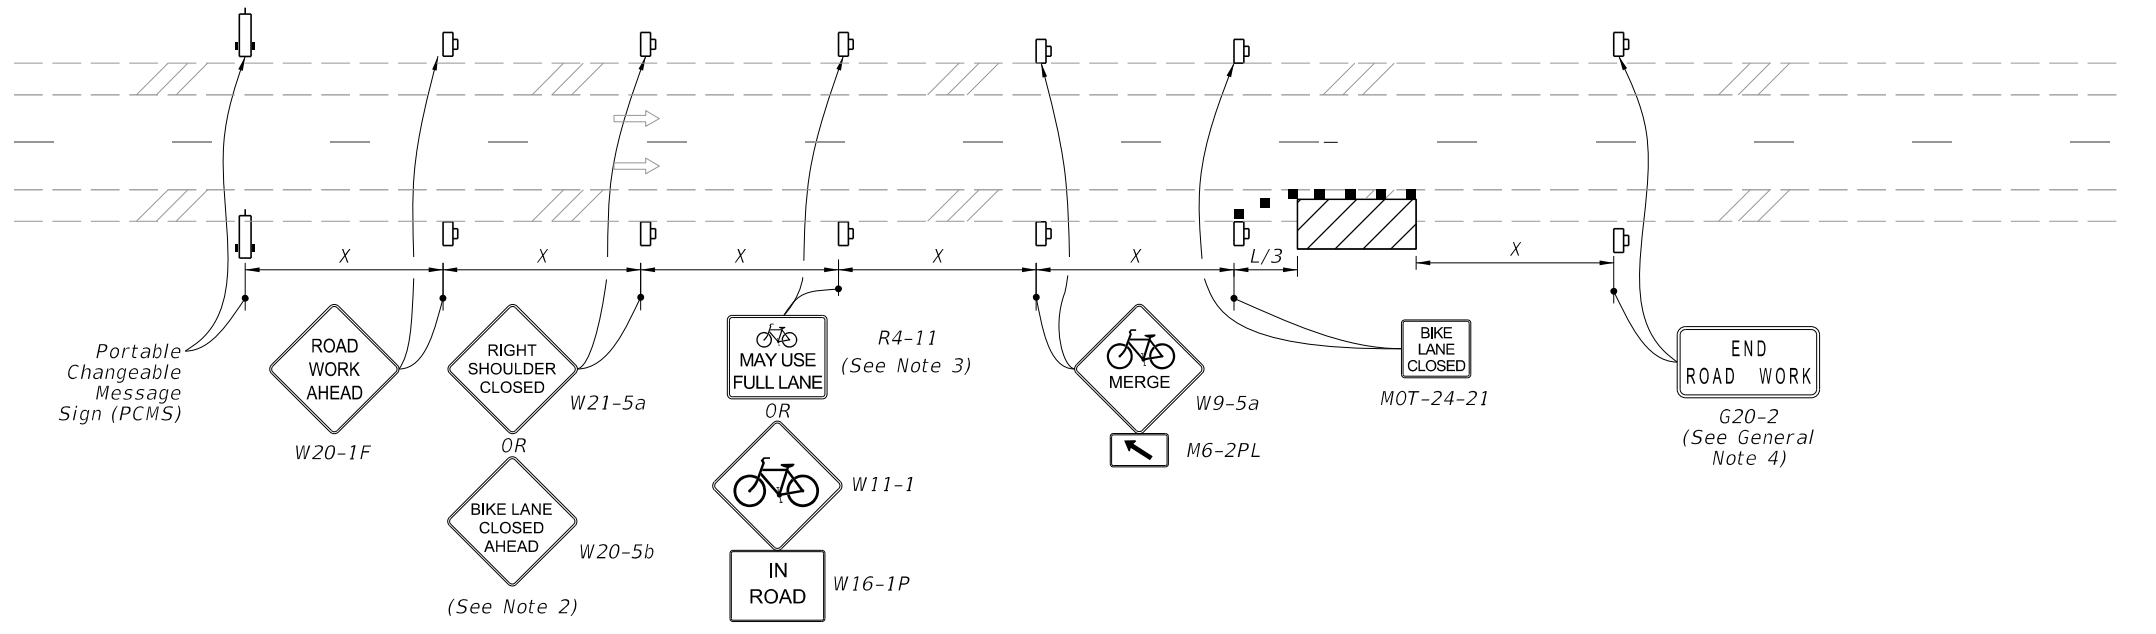 X
X
X
X
X
L/3
X
Portable
Changeable
Message
Sign (PCMS)
ROAD
WORK
AHEAD
W20-1F
RIGHT
SHOULDER
CLOSED
W21-5a
OR
BIKE LANE
CLOSED
AHEAD
W20-5b
(See Note 2)
MAY USE
FULL LANE
R4-11
(See Note 3)
OR
W11-1
IN
ROAD
W16-1P
MERGE
W9-5a
M6-2PL
BIKE
LANE
CLOSED
MOT-24-21
END
ROAD WORK
G20-2
(See General
Note 4)